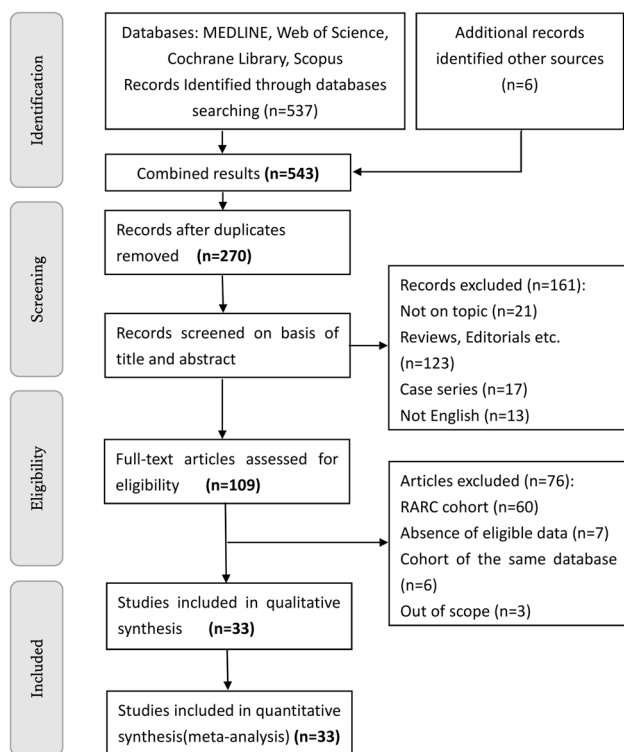 Identification
Databases: MEDLINE, Web of Science,
Cochrane Library, Scopus
Records Identified through databases
searching (n=537)
Additional records
identified other sources
(n=6)
Combined results (n=543)
Screening
Records after duplicates
removed (n=270)
Records screened on basis of
title and abstract
Records excluded (n=161):
Not on topic (n=21)
Reviews, Editorials etc.
(n=123)
Case series (n=17)
Not English (n=13)
Eligibility
Full-text articles assessed for
eligibility (n=109)
Articles excluded (n=76):
RARC cohort (n=60)
Absence of eligible data (n=7)
Cohort of the same database
(n=6)
Out of scope (n=3)
Included
Studies included in qualitative
synthesis (n=33)
Studies included in quantitative
synthesis(meta-analysis) (n=33)